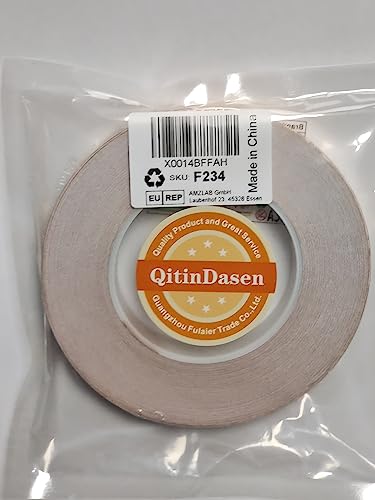 X0014BFFAH
SKU F234
EU REP
AMZLAB GmbH
Laubenhof 23, 45326 Essen
Made in China
Quality Product and Great Service
QitinDasen
Guangzhou Fulaier Trade Co.,Ltd.